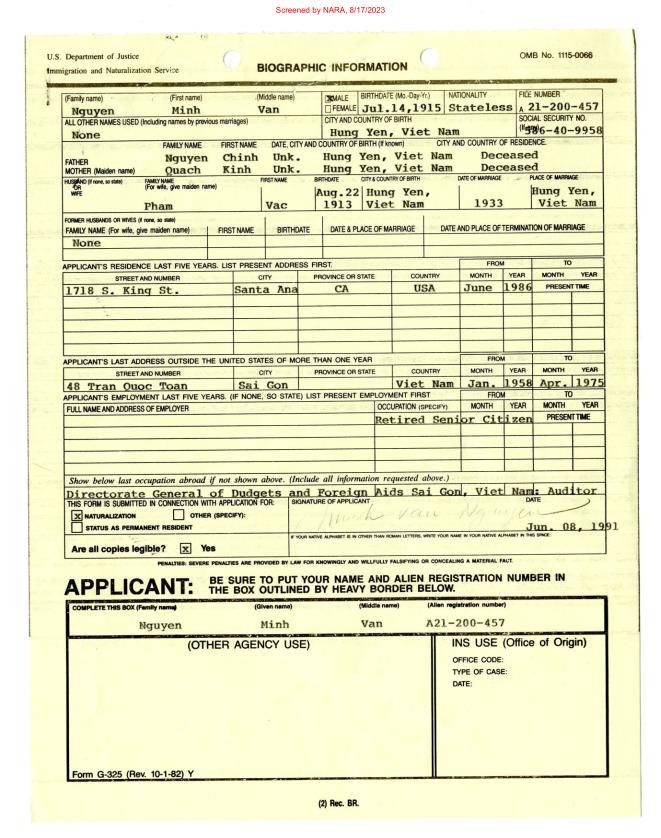 Screened by NARA, 8/17/2023
U.S. Department of Justice
Immigration and Naturalization Service
BIOGRAPHIC INFORMATION
OMB No. 1115-0066
(Family name) (First name) (Middle name) MALE BIRTHDATE (Mo.-Day-Yr.) NATIONALITY FILE NUMBER
Nguyen Minh Van FEMALE Jul.14,1915 Stateless A 21-200-457
ALL OTHER NAMES USED (Including names by previous marriages) CITY AND COUNTRY OF BIRTH SOCIAL SECURITY NO.
None Hung Yen, Viet Nam 586-40-9958
FAMILY NAME FIRST NAME DATE, CITY AND COUNTRY OF BIRTH (If known) CITY AND COUNTRY OF RESIDENCE.
FATHER Nguyen Chinh Unk. Hung Yen, Viet Nam Deceased
MOTHER (Maiden name) Quach Kinh Unk. Hung Yen, Viet Nam Deceased
HUSBAND (If none, so state) OR WIFE FAMILY NAME (For wife, give maiden name) FIRST NAME BIRTHDATE CITY & COUNTRY OF BIRTH DATE OF MARRIAGE PLACE OF MARRIAGE
Aug.22 Hung Yen, Hung Yen,
Pham Vac 1913 Viet Nam 1933 Viet Nam
FORMER HUSBANDS OR WIVES (if none, so state)
FAMILY NAME (For wife, give maiden name) FIRST NAME BIRTHDATE DATE & PLACE OF MARRIAGE DATE AND PLACE OF TERMINATION OF MARRIAGE
None
APPLICANT'S RESIDENCE LAST FIVE YEARS. LIST PRESENT ADDRESS FIRST. FROM TO
STREET AND NUMBER CITY PROVINCE OR STATE COUNTRY MONTH YEAR MONTH YEAR
1718 S. King St. Santa Ana CA USA June 1986 PRESENT TIME
APPLICANT'S LAST ADDRESS OUTSIDE THE UNITED STATES OF MORE THAN ONE YEAR FROM TO
STREET AND NUMBER CITY PROVINCE OR STATE COUNTRY MONTH YEAR MONTH YEAR
48 Tran Quoc Toan Sai Gon Viet Nam Jan. 1958 Apr. 1975
APPLICANT'S EMPLOYMENT LAST FIVE YEARS. (IF NONE, SO STATE) LIST PRESENT EMPLOYMENT FIRST FROM TO
FULL NAME AND ADDRESS OF EMPLOYER OCCUPATION (SPECIFY) MONTH YEAR MONTH YEAR
Retired Senior Citizen PRESENT TIME
Show below last occupation abroad if not shown above. (Include all information requested above.)
Directorate General of Dudgets and Foreign Aids Sai Gon, Viet Nam: Auditor
THIS FORM IS SUBMITTED IN CONNECTION WITH APPLICATION FOR: SIGNATURE OF APPLICANT DATE
X NATURALIZATION OTHER (SPECIFY): Minh Van Nguyen
STATUS AS PERMANENT RESIDENT Jun. 08, 1991
IF YOUR NATIVE ALPHABET IS IN OTHER THAN ROMAN LETTERS, WRITE YOUR NAME IN YOUR NATIVE ALPHABET IN THIS SPACE:
Are all copies legible? X Yes
PENALTIES: SEVERE PENALTIES ARE PROVIDED BY LAW FOR KNOWINGLY AND WILLFULLY FALSIFYING OR CONCEALING A MATERIAL FACT.
APPLICANT: BE SURE TO PUT YOUR NAME AND ALIEN REGISTRATION NUMBER IN
THE BOX OUTLINED BY HEAVY BORDER BELOW.
COMPLETE THIS BOX (Family name) (Given name) (Middle name) (Alien registration number)
Nguyen Minh Van A21-200-457
(OTHER AGENCY USE) INS USE (Office of Origin)
OFFICE CODE:
TYPE OF CASE:
DATE:
Form G-325 (Rev. 10-1-82) Y
(2) Rec. BR.